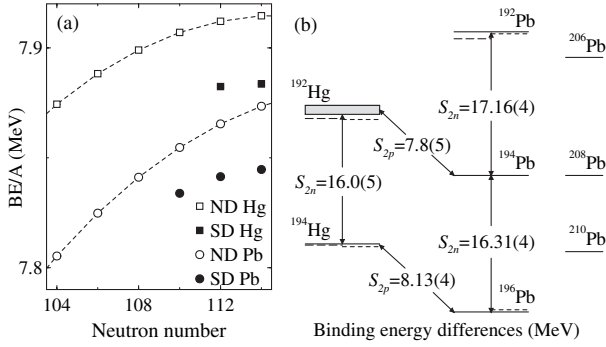 (a)
7.9
7.8
BE/A (MeV)
ND Hg
SD Hg
ND Pb
SD Pb
104
108
112
Neutron number
(b)
192Pb
206Pb
192Hg
S2n=17.16(4)
S2p=7.8(5)
194Pb
208Pb
S2n=16.0(5)
194Hg
S2n=16.31(4)
210Pb
S2p=8.13(4)
196Pb
Binding energy differences (MeV)